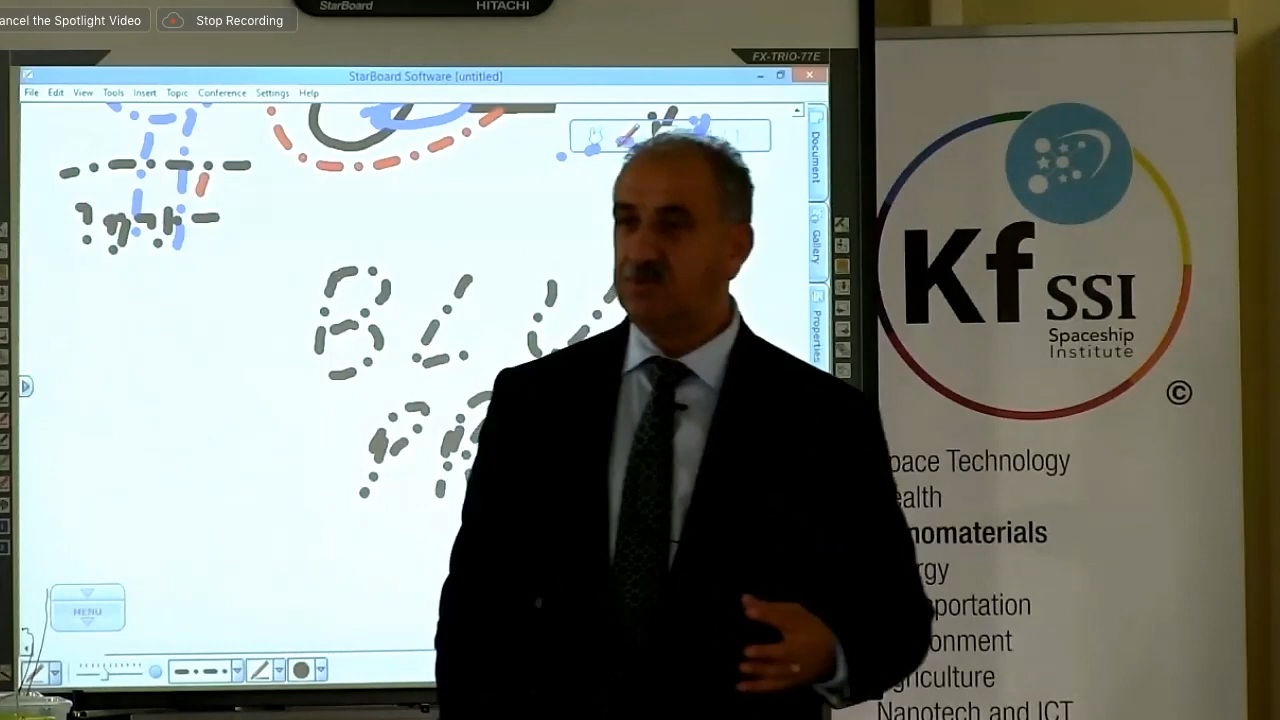 ancel the Spotlight Video
Stop Recording
StarBoard
HITACHI
FX-TRIO-77E
StarBoard Software [untitled]
File Edit View Tools Insert Topic Conference Settings Help
Document
Gallery
Properties
MENU
Kf SSI
Spaceship
Institute
©
pace Technology
ealth
nomaterials
rgy
portation
onment
griculture
Nanotech and ICT